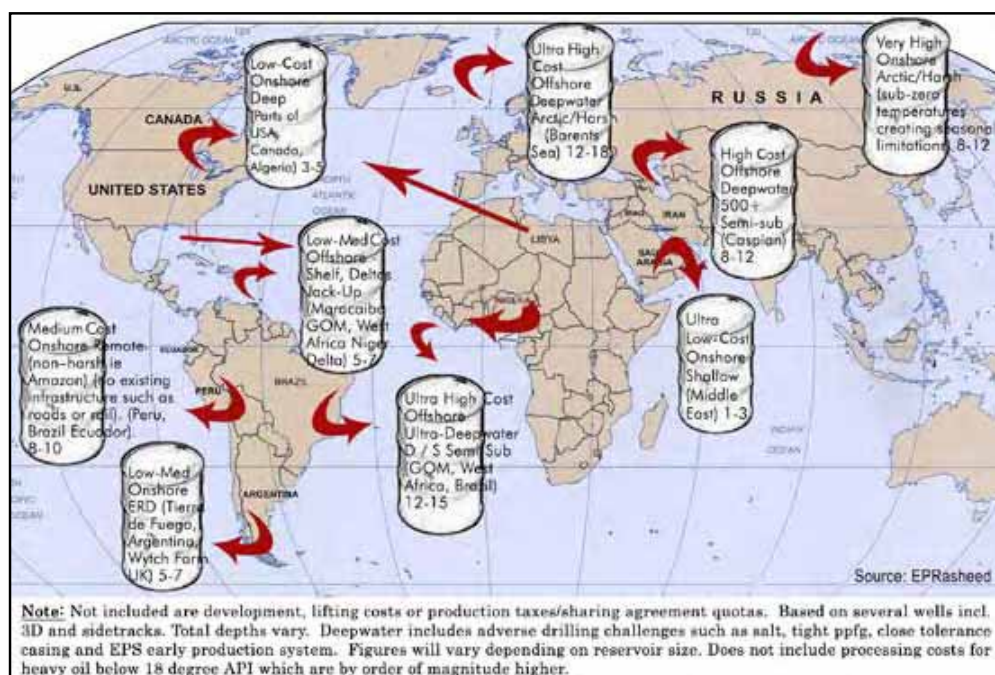 ARCTIC OCEAN
ARCTIC OCEAN
U.S.
CANADA
UNITED STATES
RUSSIA
NORTH
ATLANTIC
OCEAN
LIBYA
IRAQ
IRAN
SAUDI
ARABIA
NIGERIA
ECUADOR
PERU
BRAZIL
ARGENTINA
INDIAN
OCEAN
PACIFIC
OCEAN
Low-Cost
Onshore
Deep
(Parts of
USA,
Canada,
Algeria) 3-5
Ultra High
Cost
Offshore
Deepwater
Arctic/Harsh
(Barents
Sea) 12-18
Very High
Onshore
Arctic/Harsh
(sub-zero
temperatures
creating seasonal
limitations) 8-12
High Cost
Offshore
Deepwater
500+
Semi-sub
(Caspian)
8-12
Low-Med Cost
Offshore
Shelf, Deltas
Jack-Up
(Maracaibo
GOM, West
Africa Niger
Delta) 5-7
Medium Cost
Onshore Remote
(non-harsh ie
Amazon) (no existing
infrastructure such as
roads or rail). (Peru,
Brazil Ecuador).
8-10
Ultra
Low-Cost
Onshore
Shallow
(Middle
East) 1-3
Ultra High Cost
Offshore
Ultra-Deepwater
D / S Semi Sub
(GOM, West
Africa, Brazil)
12-15
Low-Med
Onshore
ERD (Tierra
de Fuego,
Argentina,
Wytch Farm
UK) 5-7
Source: EPRasheed
Note: Not included are development, lifting costs or production taxes/sharing agreement quotas. Based on several wells incl.
3D and sidetracks. Total depths vary. Deepwater includes adverse drilling challenges such as salt, tight ppfg, close tolerance
casing and EPS early production system. Figures will vary depending on reservoir size. Does not include processing costs for
heavy oil below 18 degree API which are by order of magnitude higher.